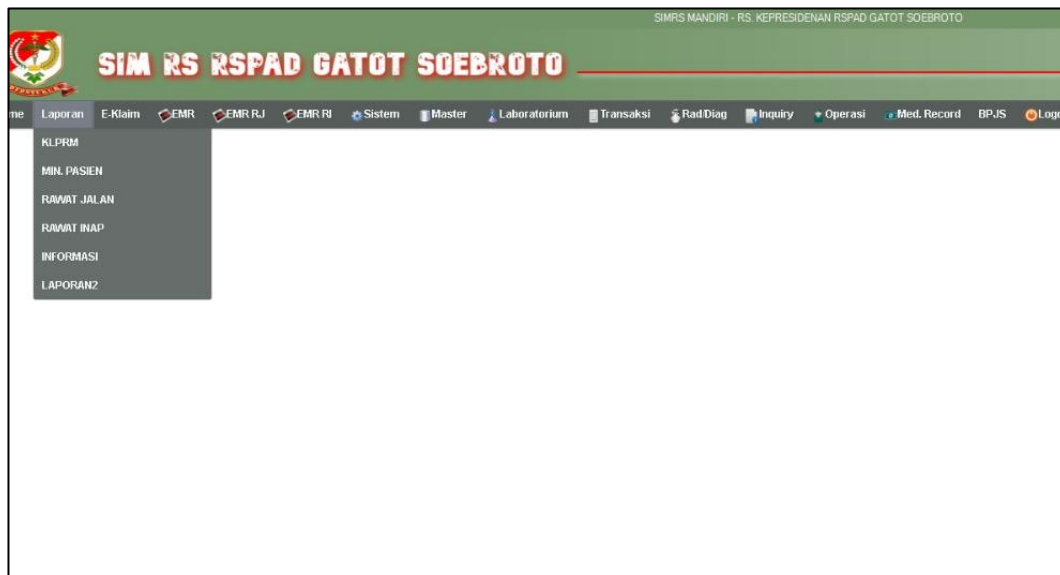 SIMRS MANDIRI - RS. KEPRESIDENAN RSPAD GATOT SOEBROTO
SIM RS RSPAD GATOT SOEBROTO
me Laporan E-Klaim EMR EMR RJ EMR RI Sistem Master Laboratorium Transaksi Rad/Diag Inquiry Operasi Med. Record BPJS Logo
KLPRM
MIN. PASIEN
RAWAT JALAN
RAWAT INAP
INFORMASI
LAPORAN2